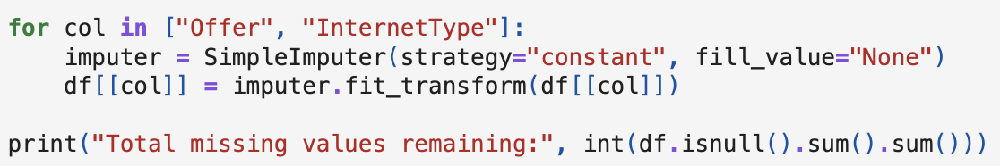 for col in ["Offer", "InternetType"]:
    imputer = SimpleImputer(strategy="constant", fill_value="None")
    df[[col]] = imputer.fit_transform(df[[col]])

print("Total missing values remaining:", int(df.isnull().sum().sum()))